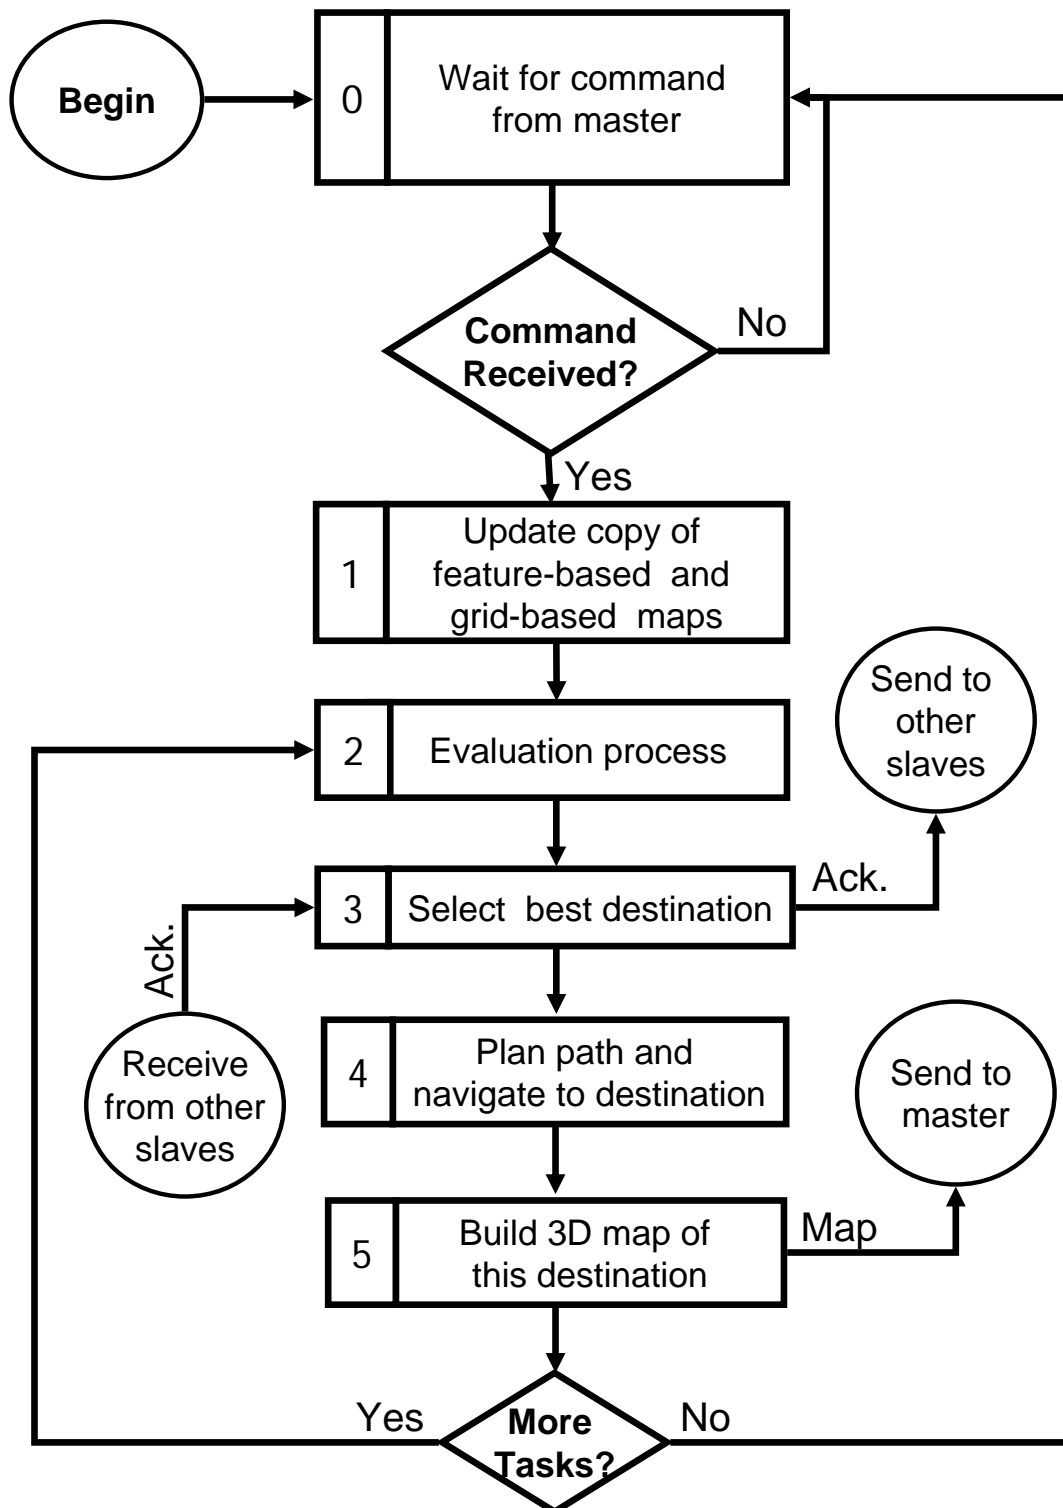 Begin
0
Wait for command
from master
Command
Received?
No
Yes
1
Update copy of
feature-based and
grid-based maps
2
Evaluation process
Send to
other
slaves
3
Select best destination
Ack.
Ack.
Receive
from other
slaves
4
Plan path and
navigate to destination
Send to
master
5
Build 3D map of
this destination
Map
More
Tasks?
Yes
No